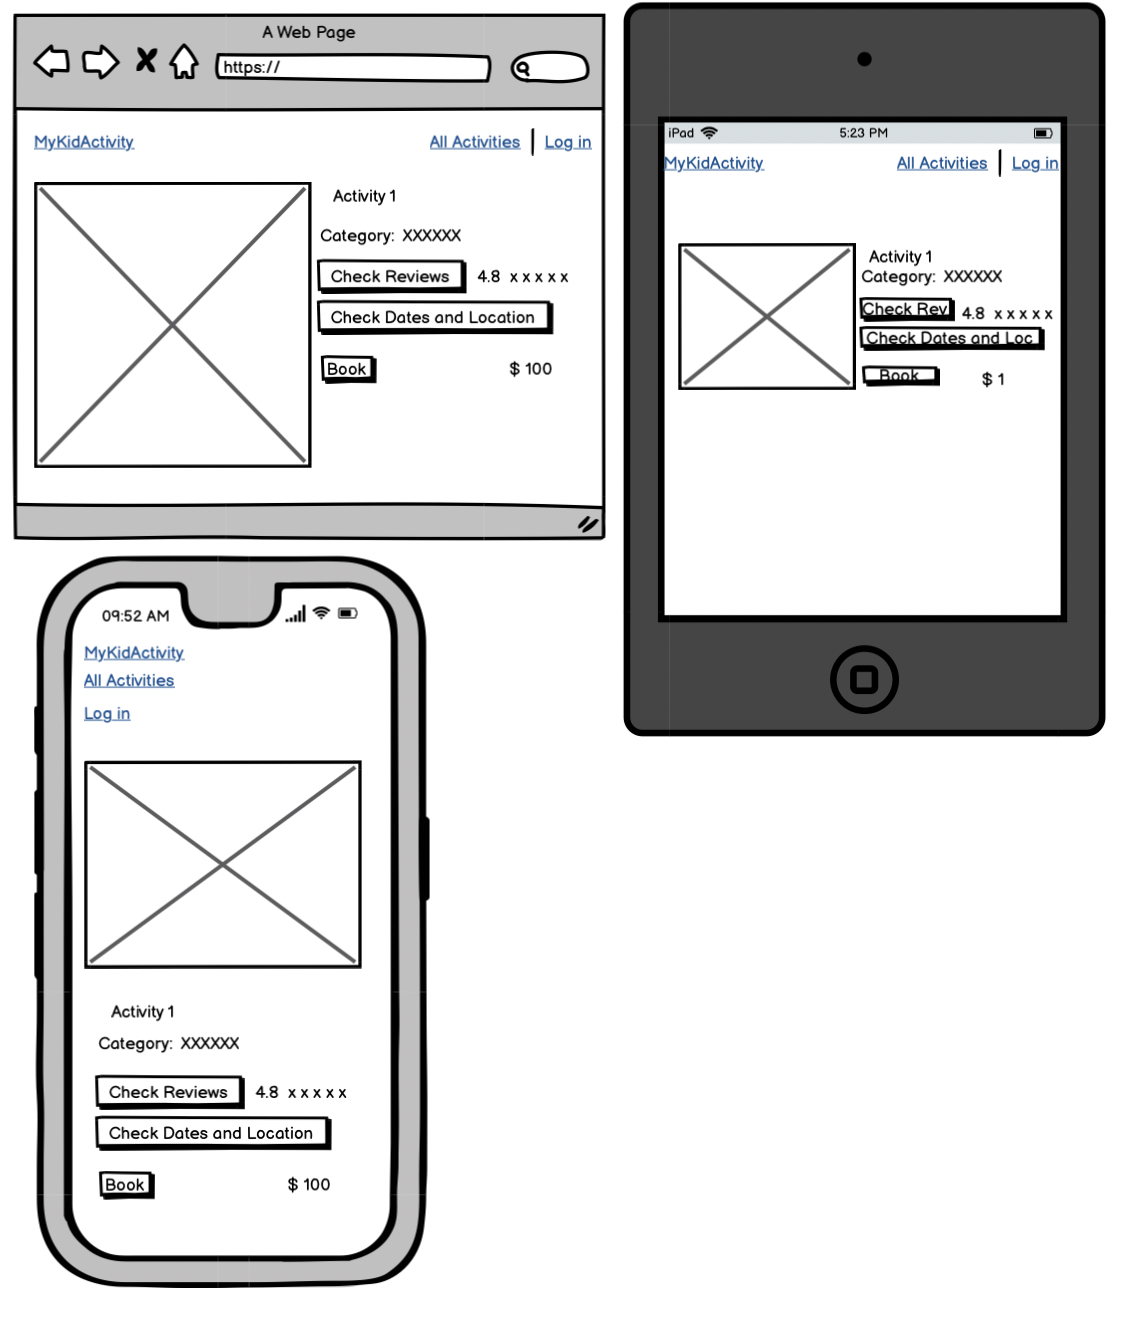 A Web Page
https://
MyKidActivity
All Activities
Log in
Activity 1
Category: XXXXXX
Check Reviews
4.8 x x x x x
Check Dates and Location
Book
$ 100
iPad
5:23 PM
MyKidActivity
All Activities
Log in
Activity 1
Category: XXXXXX
Check Rev
4.8 x x x x x
Check Dates and Loc
Book
$ 1
09:52 AM
MyKidActivity
All Activities
Log in
Activity 1
Category: XXXXXX
Check Reviews
4.8 x x x x x
Check Dates and Location
Book
$ 100